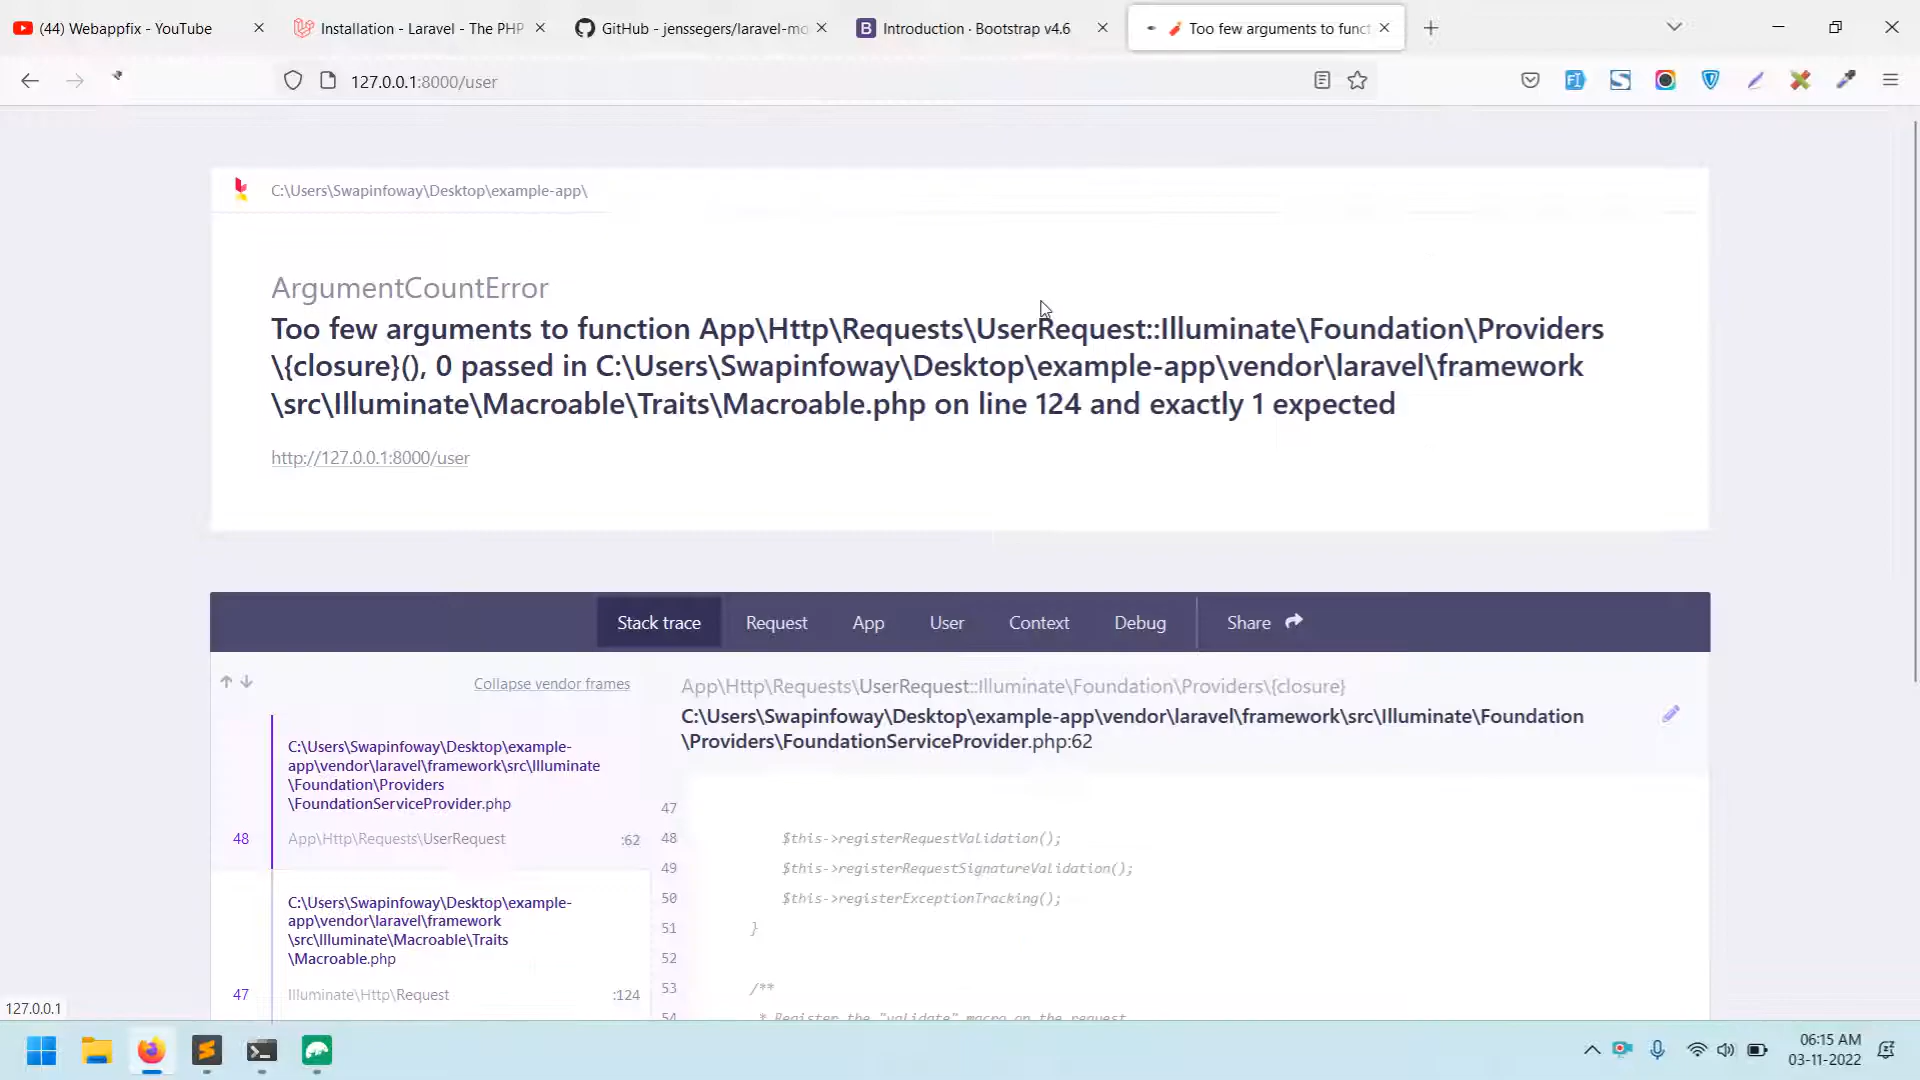 (44) Webappfix - YouTube
Installation - Laravel - The PHP
GitHub - jenssegers/laravel-mo
Introduction · Bootstrap v4.6
Too few arguments to funct
127.0.0.1:8000/user
C:\Users\Swapinfoway\Desktop\example-app\
ArgumentCountError
Too few arguments to function App\Http\Requests\UserRequest::Illuminate\Foundation\Providers
\{closure}(), 0 passed in C:\Users\Swapinfoway\Desktop\example-app\vendor\laravel\framework
\src\Illuminate\Macroable\Traits\Macroable.php on line 124 and exactly 1 expected
http://127.0.0.1:8000/user
Stack trace
Request
App
User
Context
Debug
Share
Collapse vendor frames
C:\Users\Swapinfoway\Desktop\example-
app\vendor\laravel\framework\src\Illuminate
\Foundation\Providers
\FoundationServiceProvider.php
48
App\Http\Requests\UserRequest
:62
C:\Users\Swapinfoway\Desktop\example-
app\vendor\laravel\framework
\src\Illuminate\Macroable\Traits
\Macroable.php
47
Illuminate\Http\Request
:124
App\Http\Requests\UserRequest::Illuminate\Foundation\Providers\{closure}
C:\Users\Swapinfoway\Desktop\example-app\vendor\laravel\framework\src\Illuminate\Foundation
\Providers\FoundationServiceProvider.php:62
47
48 $this->registerRequestValidation();
49 $this->registerRequestSignatureValidation();
50 $this->registerExceptionTracking();
51 }
52
53 /**
54 * Register the "validate" macro on the request.
127.0.0.1
06:15 AM
03-11-2022